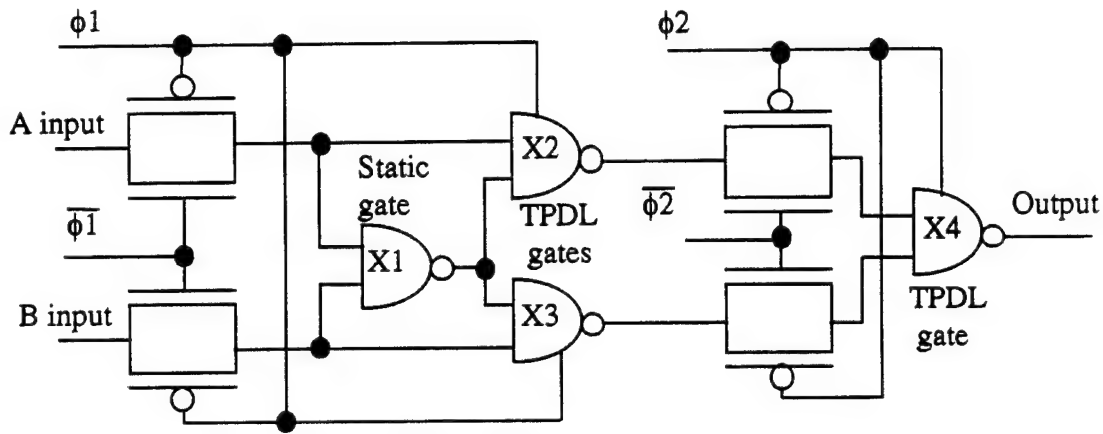 ϕ1
ϕ2
A input
X2
Static
gate
ϕ1̅
ϕ2̅
TPDL
gates
X1
X4
Output
B input
X3
TPDL
gate